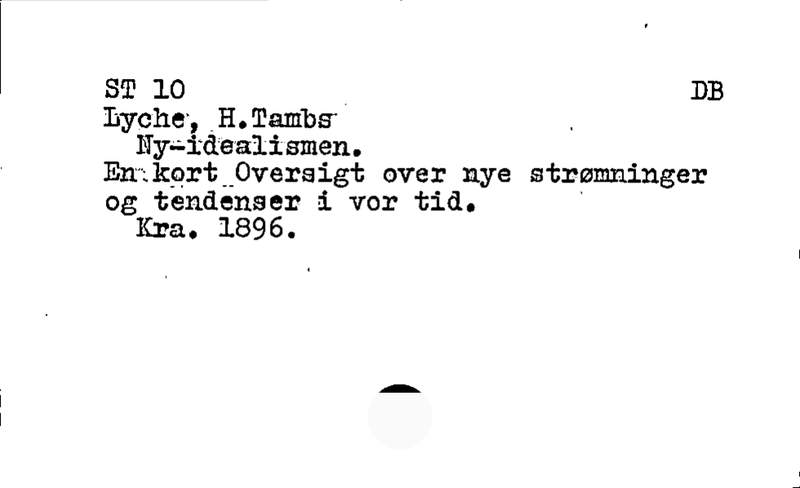 ST 10 DB
Lyche, H.Tambs
Ny-idealismen.
En kort Oversigt over nye strømninger
og tendenser i vor tid.
Kra. 1896.